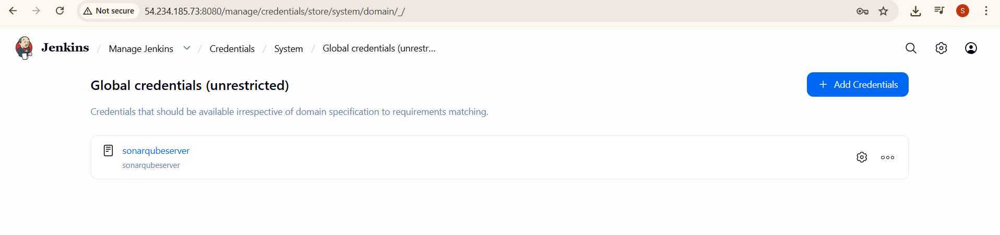 Not secure 54.234.185.73:8080/manage/credentials/store/system/domain/_/ S
Jenkins / Manage Jenkins / Credentials / System / Global credentials (unrestr...
Global credentials (unrestricted)
+ Add Credentials
Credentials that should be available irrespective of domain specification to requirements matching.
sonarqubeserver
sonarqubeserver